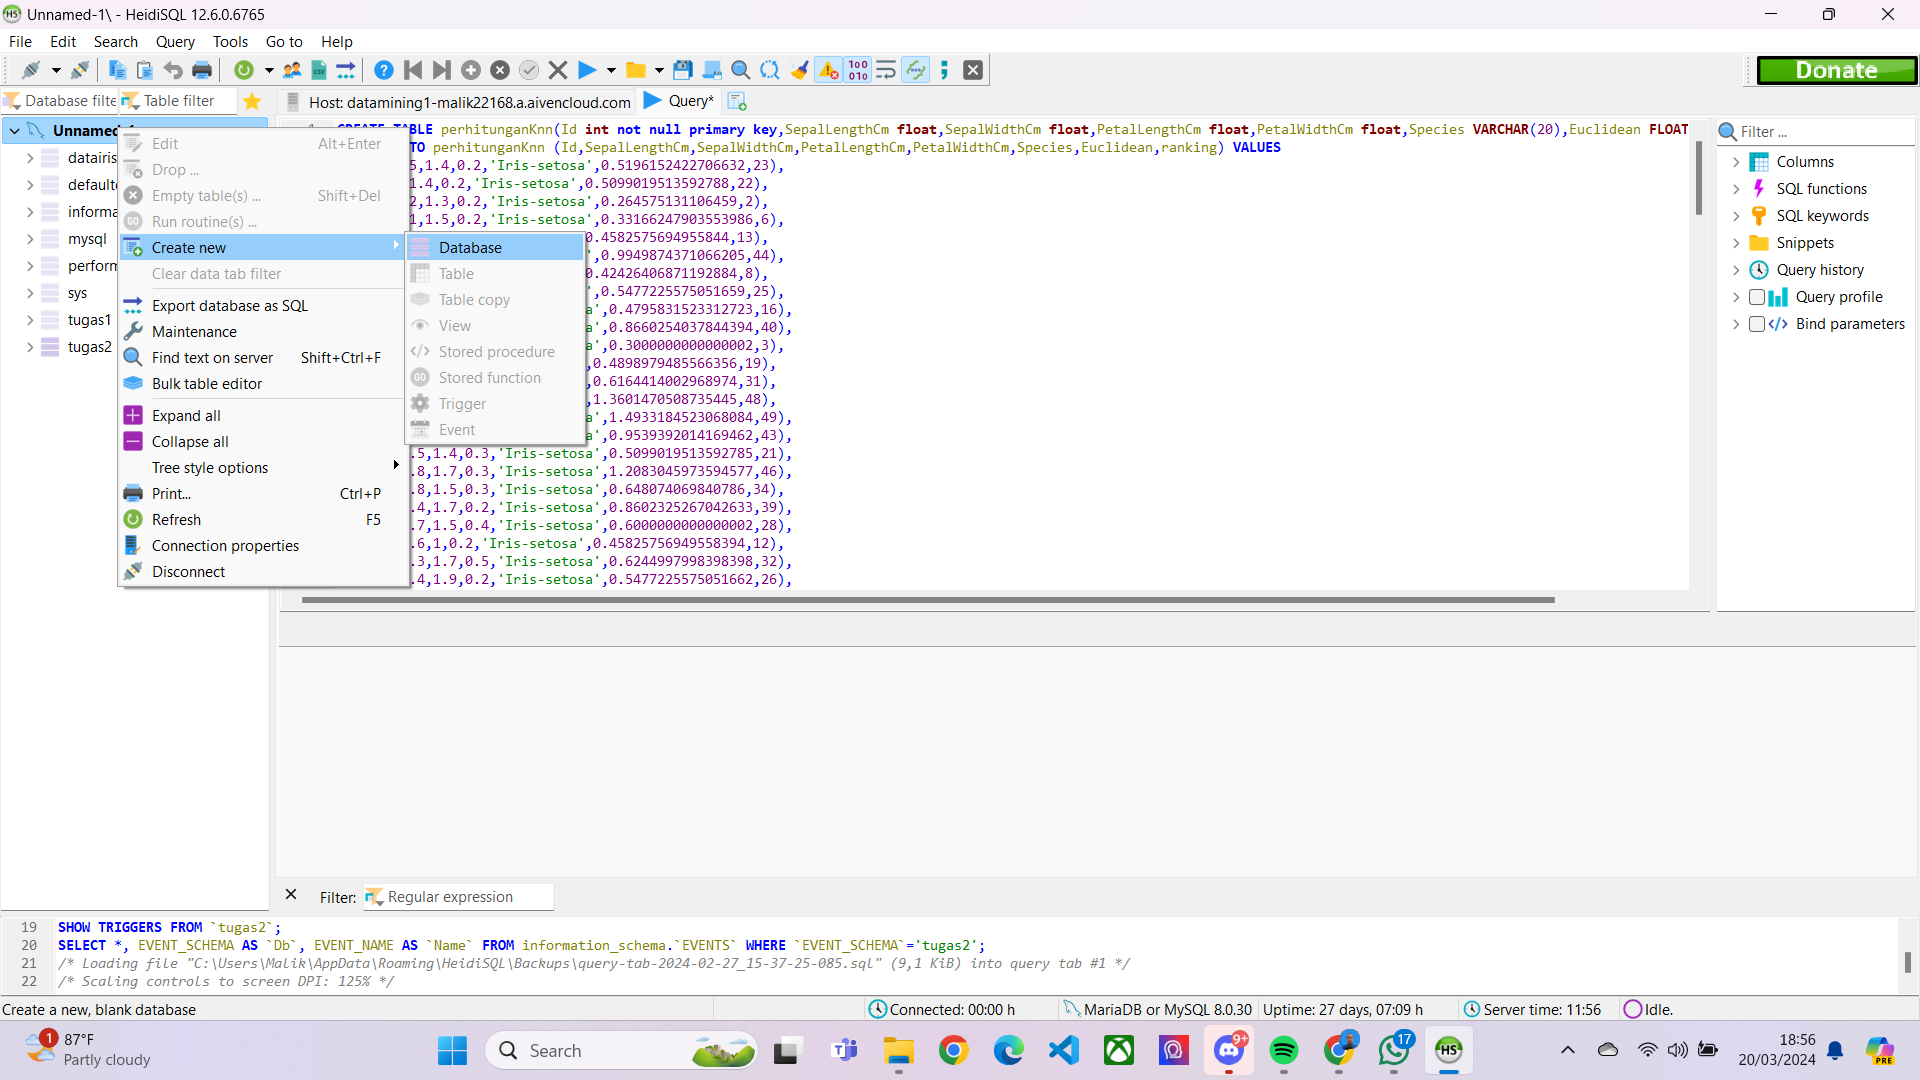 Unnamed-1\ - HeidiSQL 12.6.0.6765
File Edit Search Query Tools Go to Help
Donate
Database filte Table filter Host: datamining1-malik22168.a.aivencloud.com Query*
Unnamed-1
datairis
default
informa
mysql
perforn
sys
tugas1
tugas2
Edit Alt+Enter
Drop ...
Empty table(s) ... Shift+Del
Run routine(s) ...
Create new
Clear data tab filter
Export database as SQL
Maintenance
Find text on server Shift+Ctrl+F
Bulk table editor
Expand all
Collapse all
Tree style options
Print... Ctrl+P
Refresh F5
Connection properties
Disconnect
Database
Table
Table copy
View
Stored procedure
Stored function
Trigger
Event
CREATE TABLE perhitunganKnn(Id int not null primary key,SepalLengthCm float,SepalWidthCm float,PetalLengthCm float,PetalWidthCm float,Species VARCHAR(20),Euclidean FLOAT
TO perhitunganKnn (Id,SepalLengthCm,SepalWidthCm,PetalLengthCm,PetalWidthCm,Species,Euclidean,ranking) VALUES
5,1.4,0.2,'Iris-setosa',0.5196152422706632,23),
1.4,0.2,'Iris-setosa',0.5099019513592788,22),
2,1.3,0.2,'Iris-setosa',0.264575131106459,2),
1,1.5,0.2,'Iris-setosa',0.33166247903553986,6),
0.4582575694955844,13),
,0.9949874371066205,44),
0.42426406871192884,8),
,0.5477225575051659,25),
a',0.4795831523312723,16),
a',0.8660254037844394,40),
a',0.3000000000000002,3),
,0.4898979485566356,19),
,0.6164414002968974,31),
,1.3601470508735445,48),
a',1.4933184523068084,49),
a',0.9539392014169462,43),
.5,1.4,0.3,'Iris-setosa',0.5099019513592785,21),
.8,1.7,0.3,'Iris-setosa',1.2083045973594577,46),
.8,1.5,0.3,'Iris-setosa',0.648074069840786,34),
.4,1.7,0.2,'Iris-setosa',0.8602325267042633,39),
.7,1.5,0.4,'Iris-setosa',0.6000000000000002,28),
.6,1,0.2,'Iris-setosa',0.45825756949558394,12),
.3,1.7,0.5,'Iris-setosa',0.6244997998398398,32),
.4,1.9,0.2,'Iris-setosa',0.5477225575051662,26),
Filter ...
Columns
SQL functions
SQL keywords
Snippets
Query history
Query profile
Bind parameters
Filter: Regular expression
19 SHOW TRIGGERS FROM `tugas2`;
20 SELECT *, EVENT_SCHEMA AS `Db`, EVENT_NAME AS `Name` FROM information_schema.`EVENTS` WHERE `EVENT_SCHEMA`='tugas2';
21 /* Loading file "C:\Users\Malik\AppData\Roaming\HeidiSQL\Backups\query-tab-2024-02-27_15-37-25-085.sql" (9,1 KiB) into query tab #1 */
22 /* Scaling controls to screen DPI: 125% */
Create a new, blank database Connected: 00:00 h MariaDB or MySQL 8.0.30 Uptime: 27 days, 07:09 h Server time: 11:56 Idle.
1 87°F
Partly cloudy
Search
9+
17
HS
18:56
20/03/2024
PRE